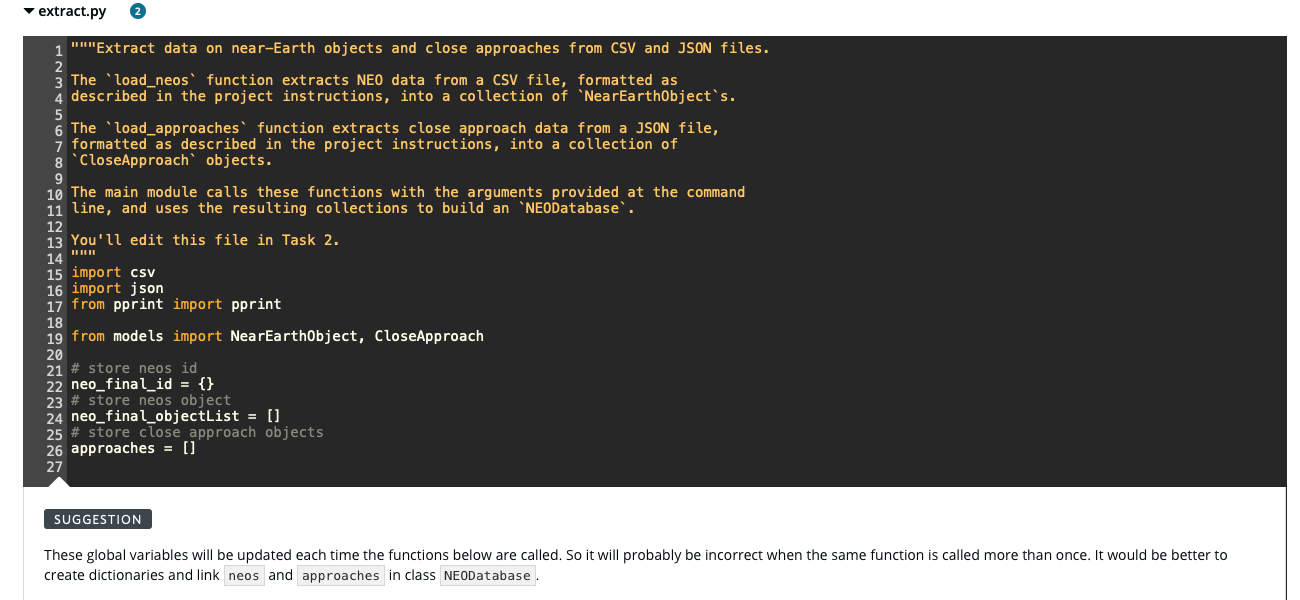 extract.py 2
1 """Extract data on near-Earth objects and close approaches from CSV and JSON files.
2
3 The `load_neos` function extracts NEO data from a CSV file, formatted as
4 described in the project instructions, into a collection of `NearEarthObject`s.
5
6 The `load_approaches` function extracts close approach data from a JSON file,
7 formatted as described in the project instructions, into a collection of
8 `CloseApproach` objects.
9
10 The main module calls these functions with the arguments provided at the command
11 line, and uses the resulting collections to build an `NEODatabase`.
12
13 You'll edit this file in Task 2.
14 """
15 import csv
16 import json
17 from pprint import pprint
18
19 from models import NearEarthObject, CloseApproach
20
21 # store neos id
22 neo_final_id = {}
23 # store neos object
24 neo_final_objectList = []
25 # store close approach objects
26 approaches = []
27
SUGGESTION
These global variables will be updated each time the functions below are called. So it will probably be incorrect when the same function is called more than once. It would be better to
create dictionaries and link neos and approaches in class NEODatabase.